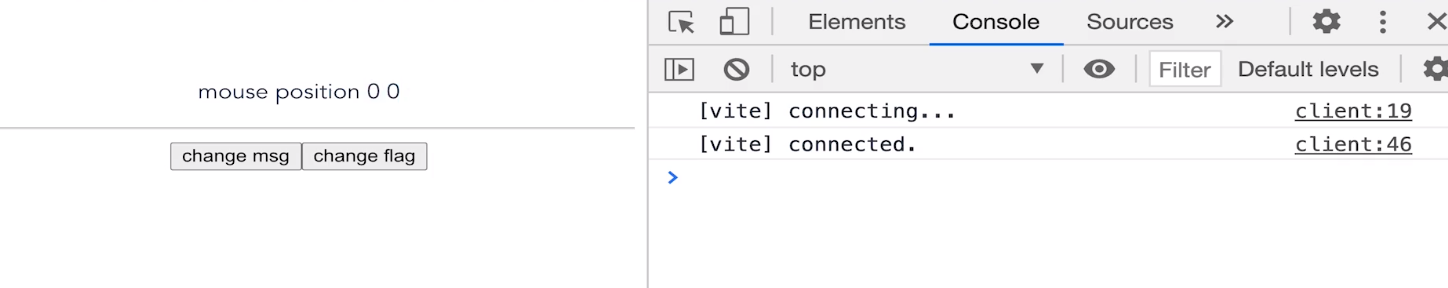 Elements Console Sources
top Filter Default levels
mouse position 0 0
[vite] connecting... client:19
change msg change flag
[vite] connected. client:46